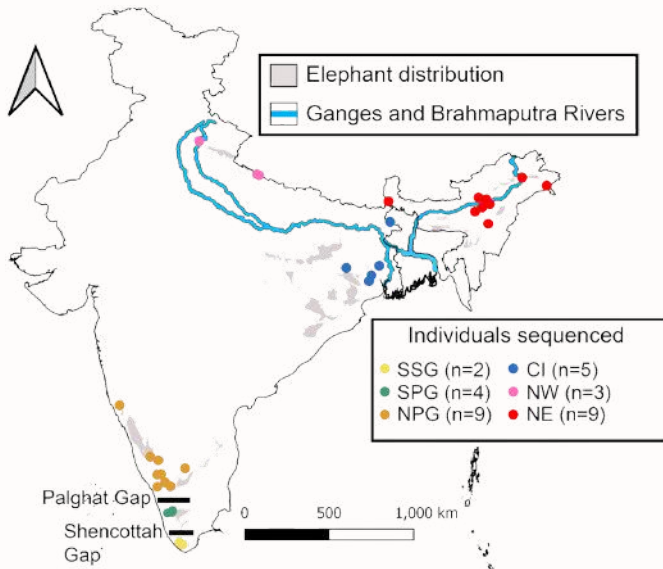 Elephant distribution
Ganges and Brahmaputra Rivers
Individuals sequenced
SSG (n=2)
CI (n=5)
SPG (n=4)
NW (n=3)
NPG (n=9)
NE (n=9)
Palghat Gap
Shencottah
Gap
0 500 1,000 km